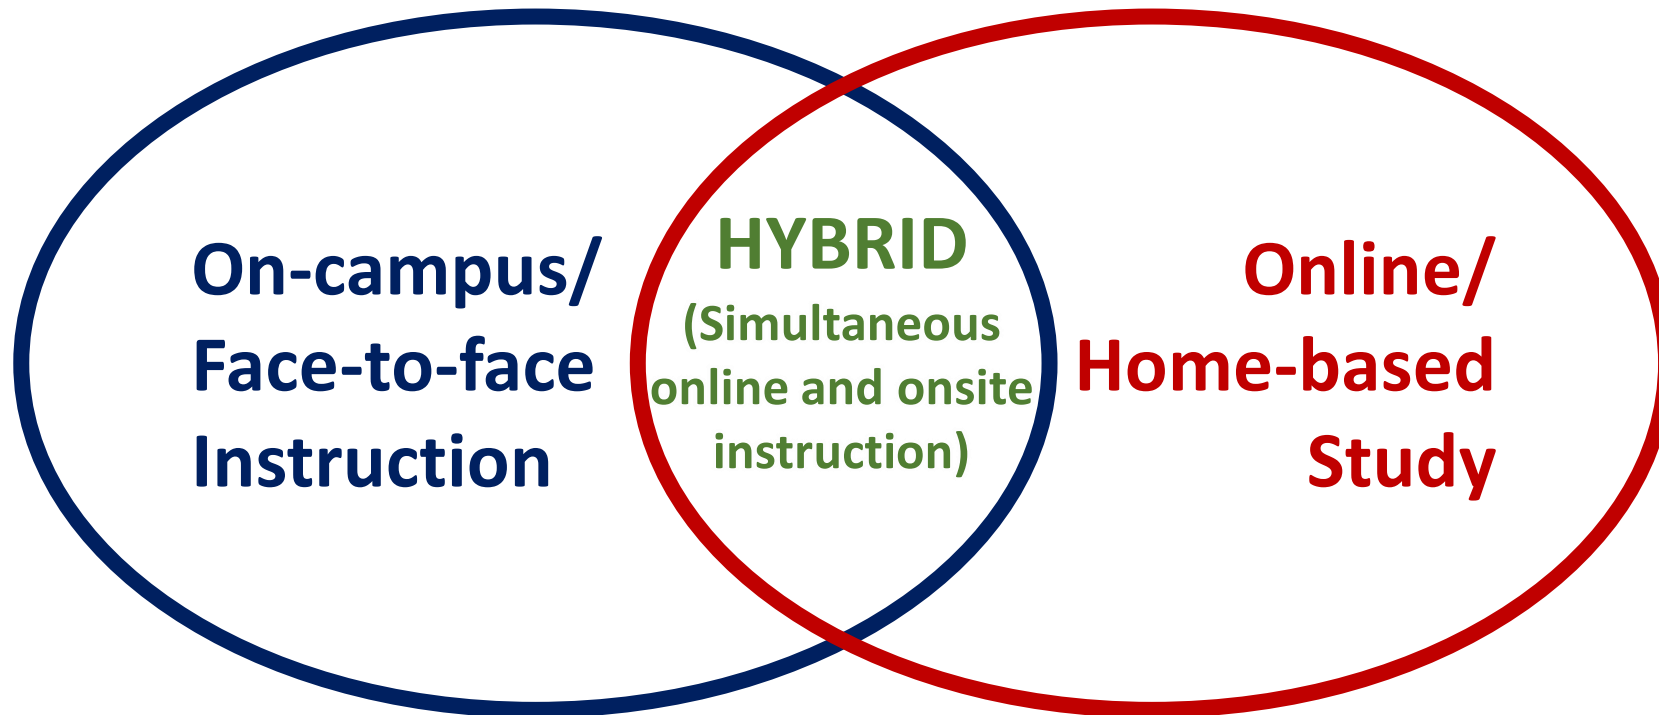 On-campus/
Face-to-face
Instruction
HYBRID
(Simultaneous
online and onsite
instruction)
Online/
Home-based
Study